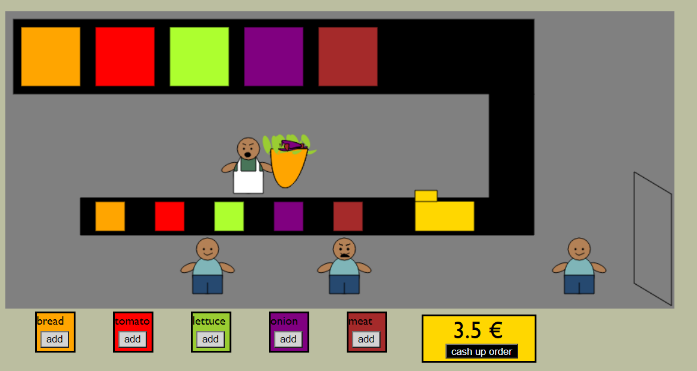 bread
tomato
lettuce
onion
meat
add
add
add
add
add
3.5 €
cash up order